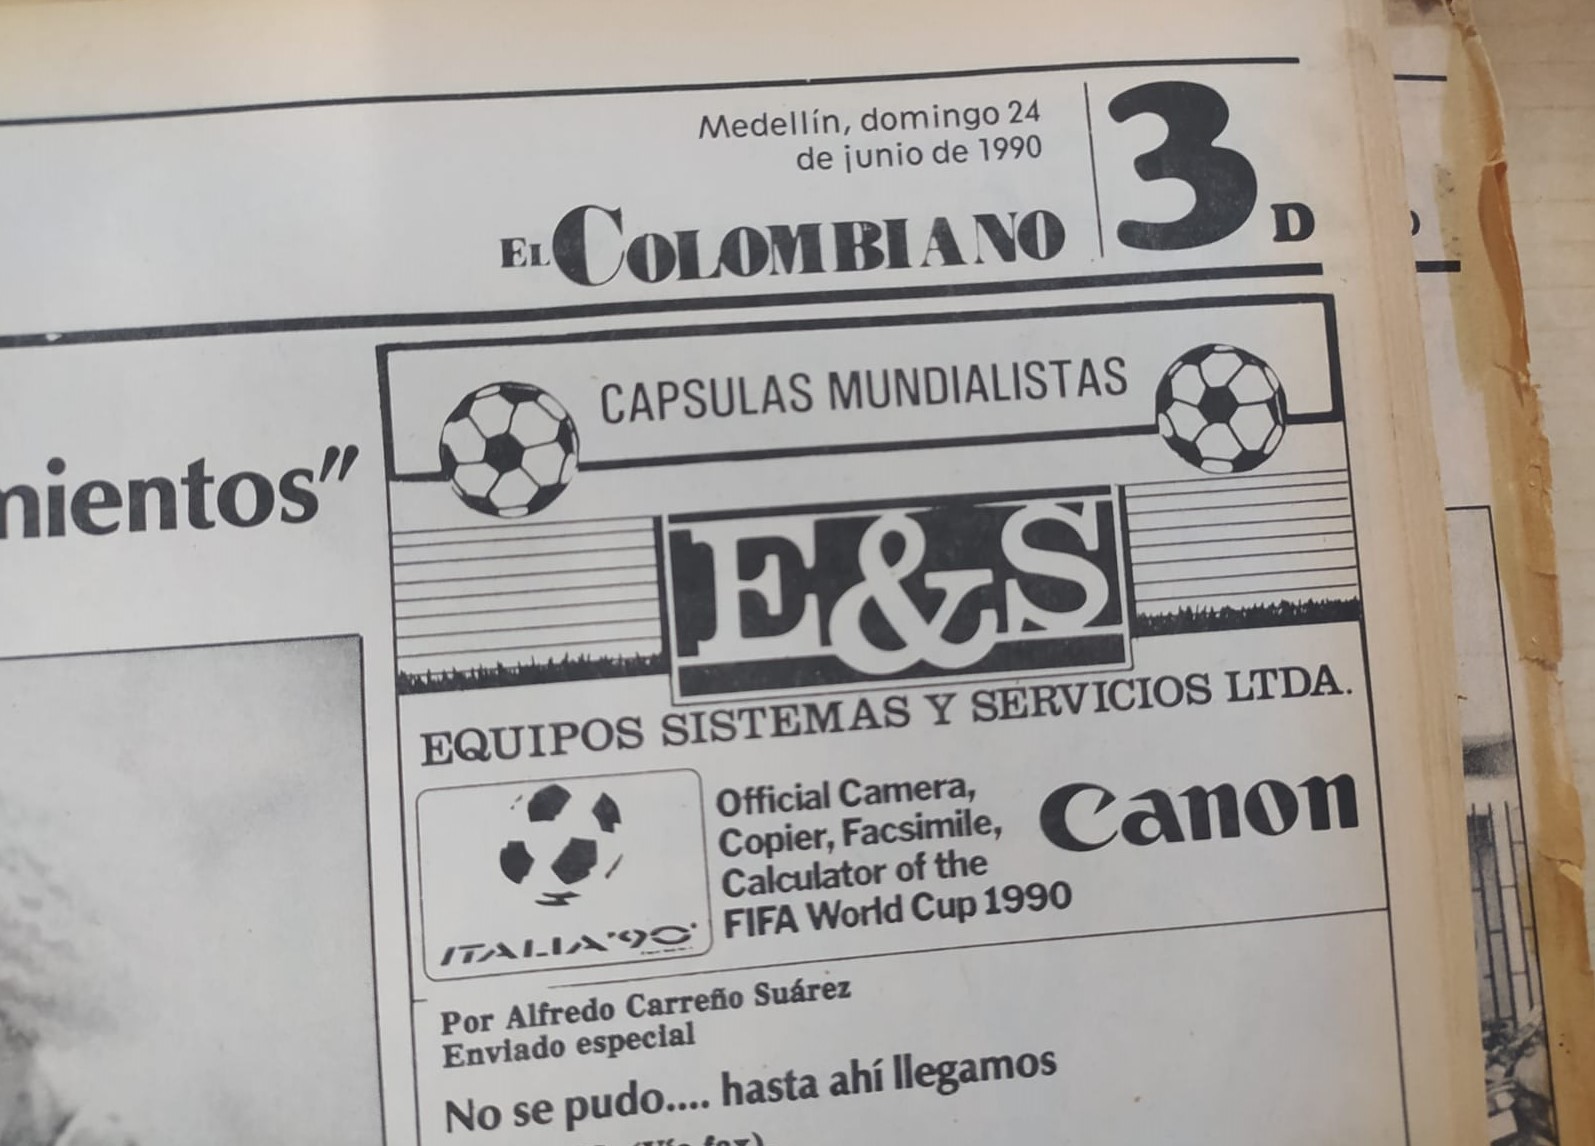 Medellín, domingo 24
de junio de 1990
EL COLOMBIANO
3D
mientos”
CAPSULAS MUNDIALISTAS
E&S
EQUIPOS SISTEMAS Y SERVICIOS LTDA.
ITALIA'90
Official Camera,
Copier, Facsimile,
Calculator of the
FIFA World Cup 1990
Canon
Por Alfredo Carreño Suárez
Enviado especial
No se pudo.... hasta ahí llegamos